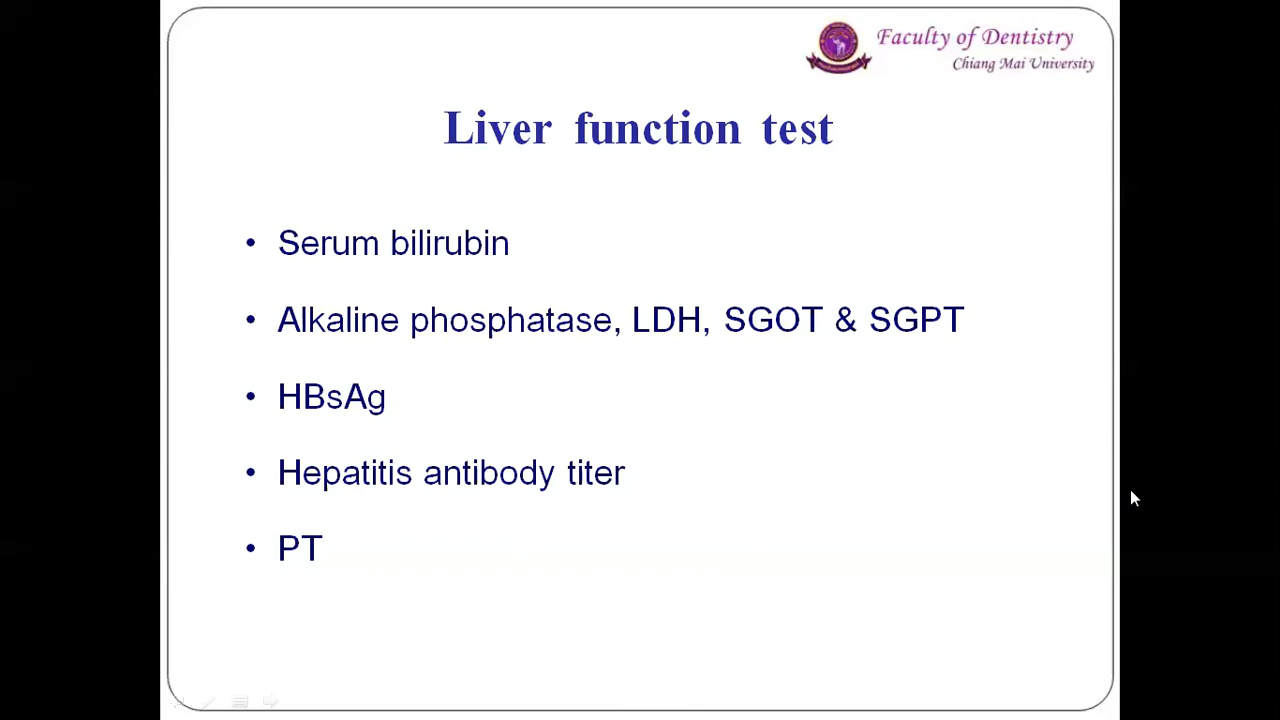 Faculty of Dentistry
Chiang Mai University
Liver function test
• Serum bilirubin
• Alkaline phosphatase, LDH, SGOT & SGPT
• HBsAg
• Hepatitis antibody titer
• PT